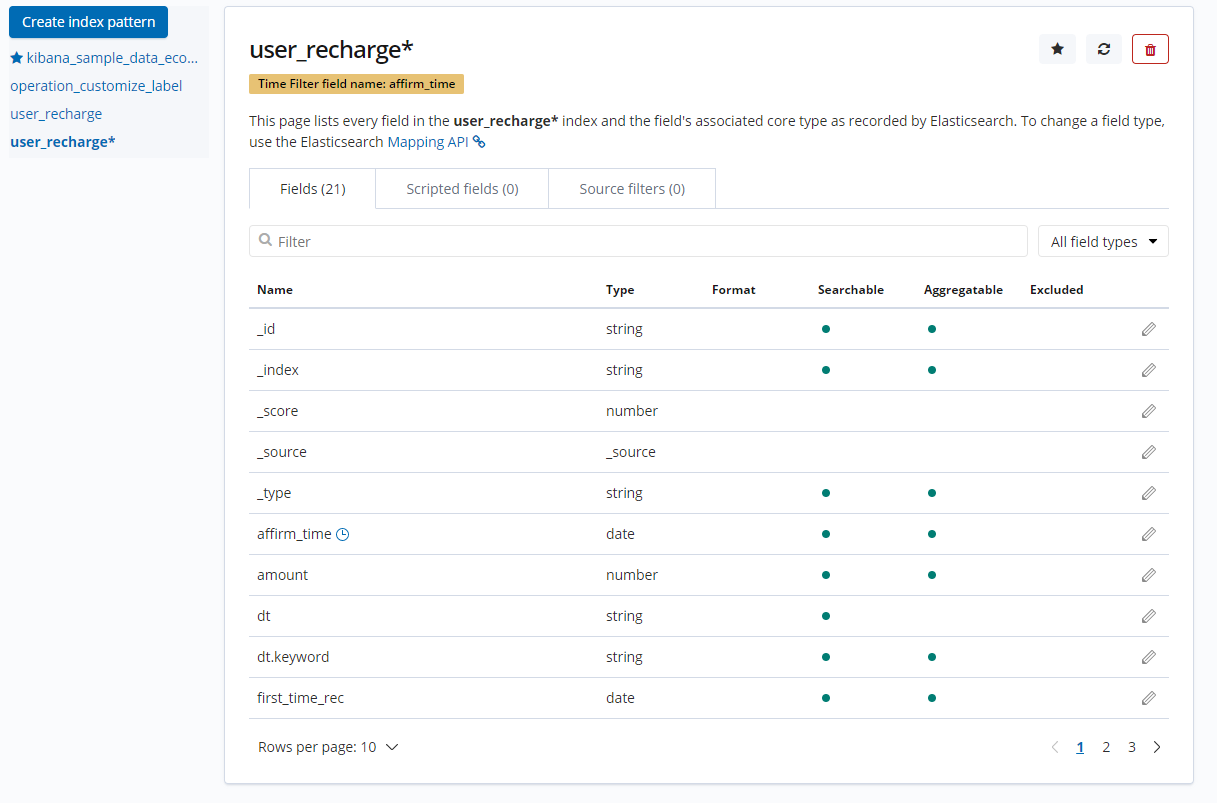 Create index pattern
kibana_sample_data_eco...
operation_customize_label
user_recharge
user_recharge*
user_recharge*
Time Filter field name: affirm_time
This page lists every field in the user_recharge* index and the field's associated core type as recorded by Elasticsearch. To change a field type,
use the Elasticsearch Mapping API
Fields (21) Scripted fields (0) Source filters (0)
Filter All field types
Name Type Format Searchable Aggregatable Excluded
_id string
_index string
_score number
_source _source
_type string
affirm_time date
amount number
dt string
dt.keyword string
first_time_rec date
Rows per page: 10 1 2 3